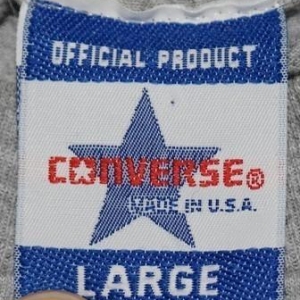 OFFICIAL PRODUCT
CONVERSE®
MADE IN U.S.A.
LARGE